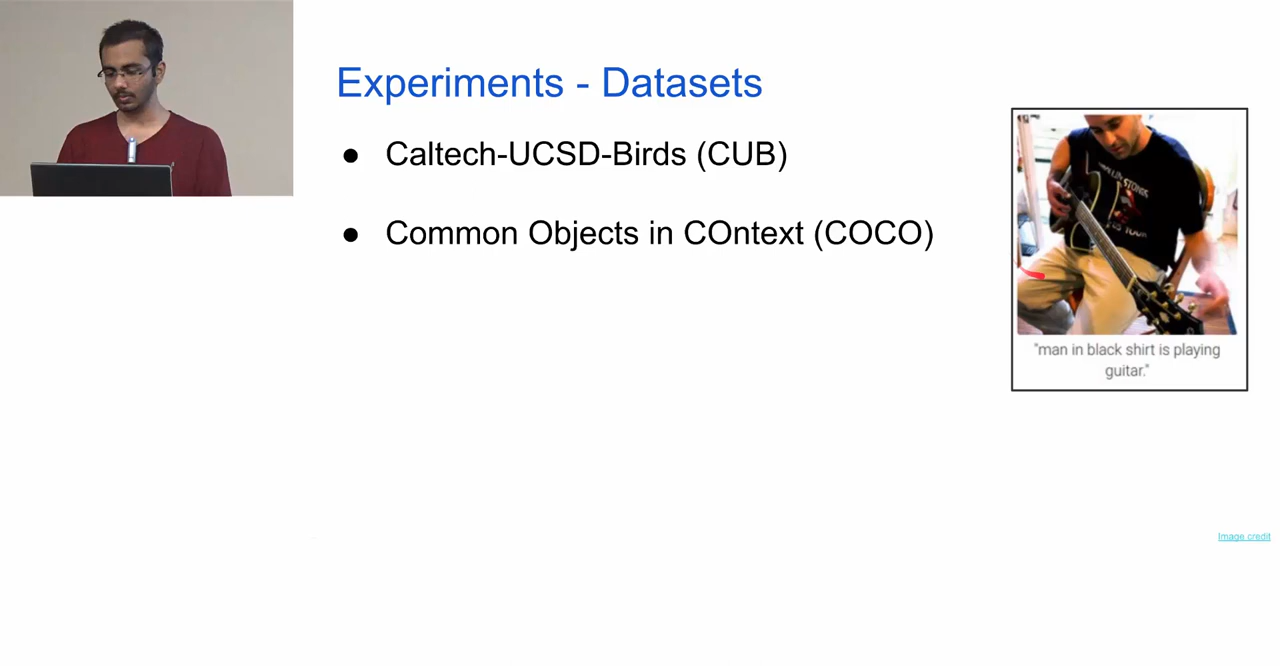 Experiments - Datasets
● Caltech-UCSD-Birds (CUB)
● Common Objects in COntext (COCO)
"man in black shirt is playing
guitar."
Image credit